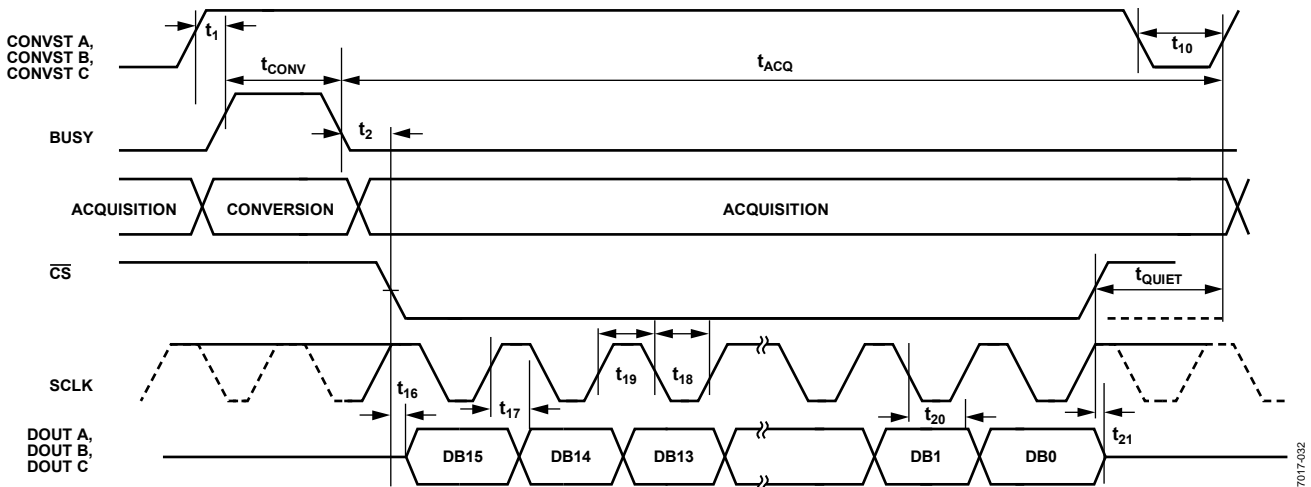 CONVST A,
CONVST B,
CONVST C
t1
tCONV
tACQ
t10
BUSY
t2
ACQUISITION
CONVERSION
ACQUISITION
CS
tQUIET
SCLK
t16
t17
t19
t18
t20
t21
DOUT A,
DOUT B,
DOUT C
DB15
DB14
DB13
DB1
DB0
7017-032